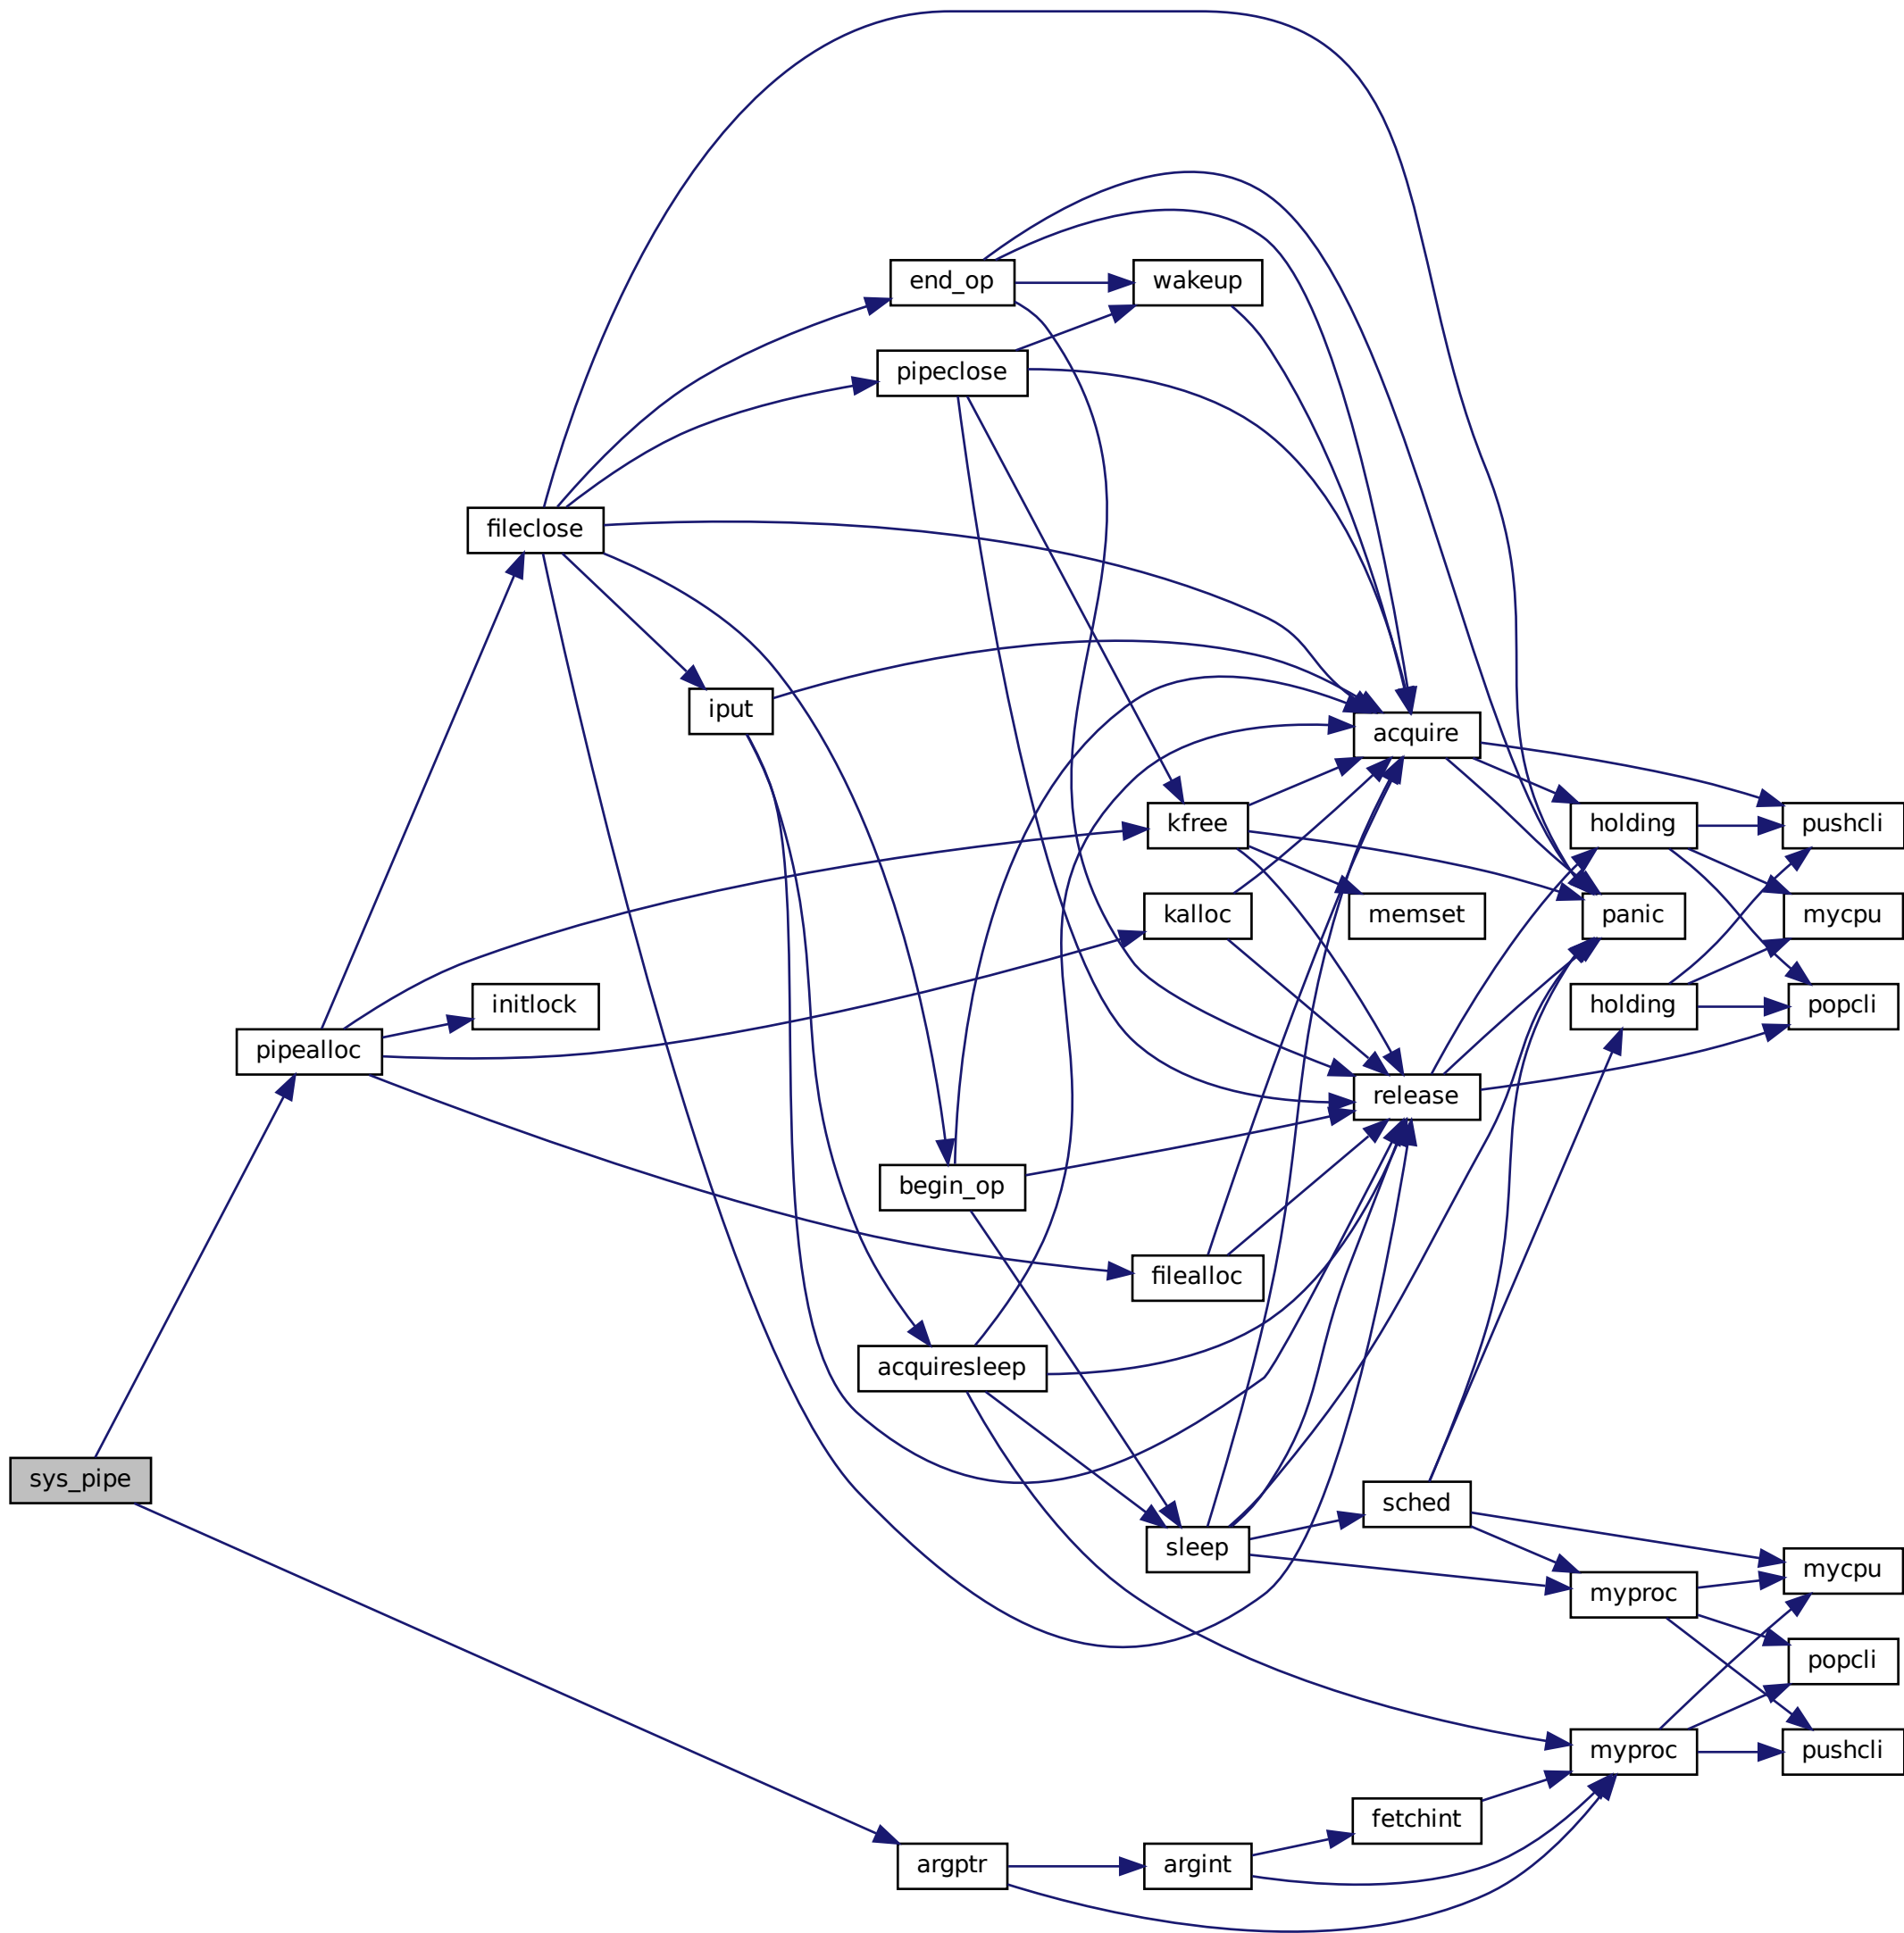 end_op
wakeup
pipeclose
fileclose
iput
acquire
kfree
holding
pushcli
kalloc
memset
panic
mycpu
initlock
holding
popcli
pipealloc
release
begin_op
filealloc
acquiresleep
sys_pipe
sched
sleep
mycpu
myproc
popcli
myproc
pushcli
fetchint
argptr
argint